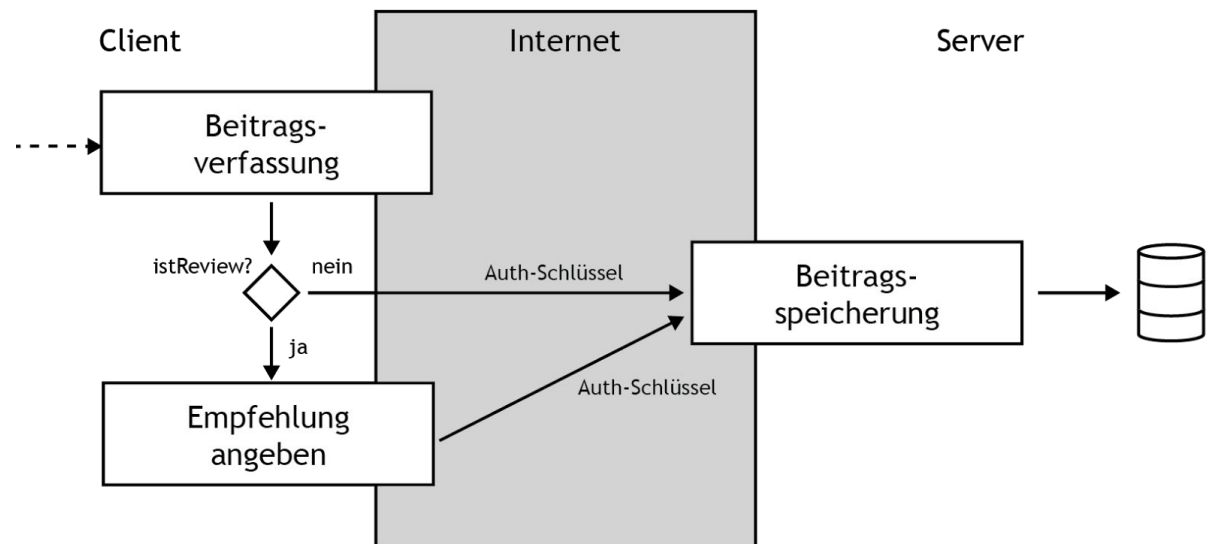 Client
Internet
Server
Beitrags-
verfassung
istReview?
nein
Auth-Schlüssel
Beitrags-
speicherung
ja
Auth-Schlüssel
Empfehlung
angeben